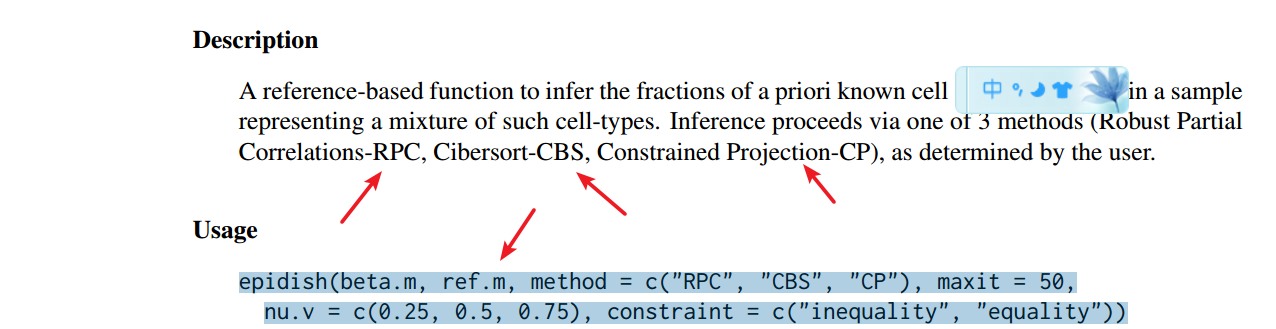 Description
A reference-based function to infer the fractions of a priori known cell 中 in a sample
representing a mixture of such cell-types. Inference proceeds via one of 3 methods (Robust Partial
Correlations-RPC, Cibersort-CBS, Constrained Projection-CP), as determined by the user.
Usage
epidish(beta.m, ref.m, method = c("RPC", "CBS", "CP"), maxit = 50,
nu.v = c(0.25, 0.5, 0.75), constraint = c("inequality", "equality"))